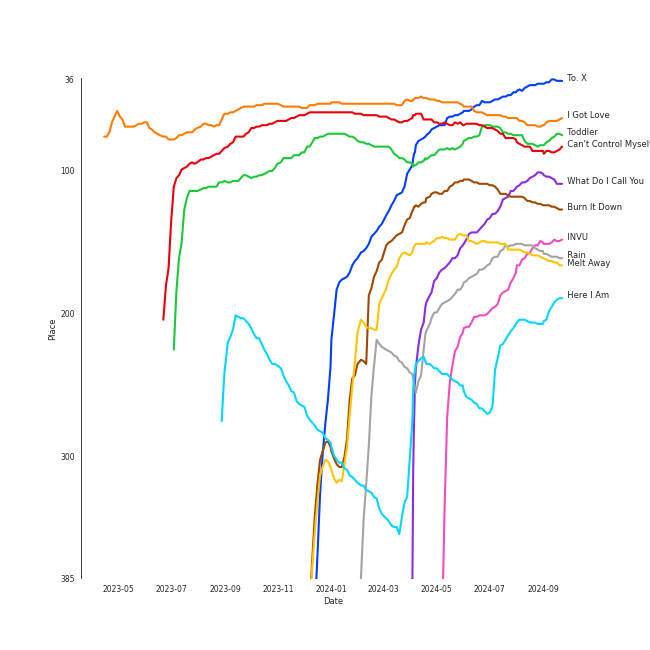 36
100
200
300
385
Place
2023-05
2023-07
2023-09
2023-11
2024-01
2024-03
2024-05
2024-07
2024-09
Date
To. X
I Got Love
Toddler
Can't Control Myself
What Do I Call You
Burn It Down
INVU
Rain
Melt Away
Here I Am